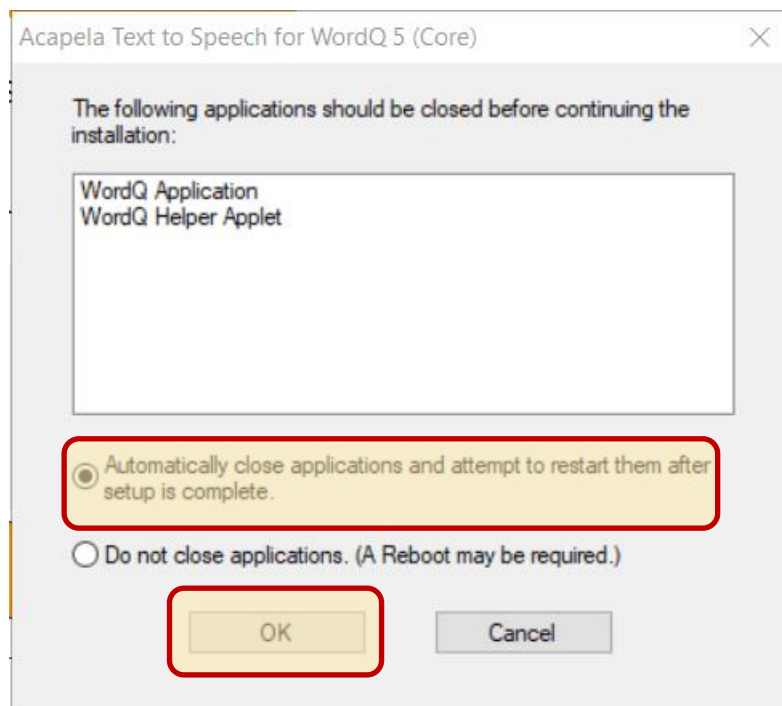 Acapela Text to Speech for WordQ 5 (Core)
The following applications should be closed before continuing the
installation:
WordQ Application
WordQ Helper Applet
Automatically close applications and attempt to restart them after
setup is complete.
Do not close applications. (A Reboot may be required.)
OK
Cancel